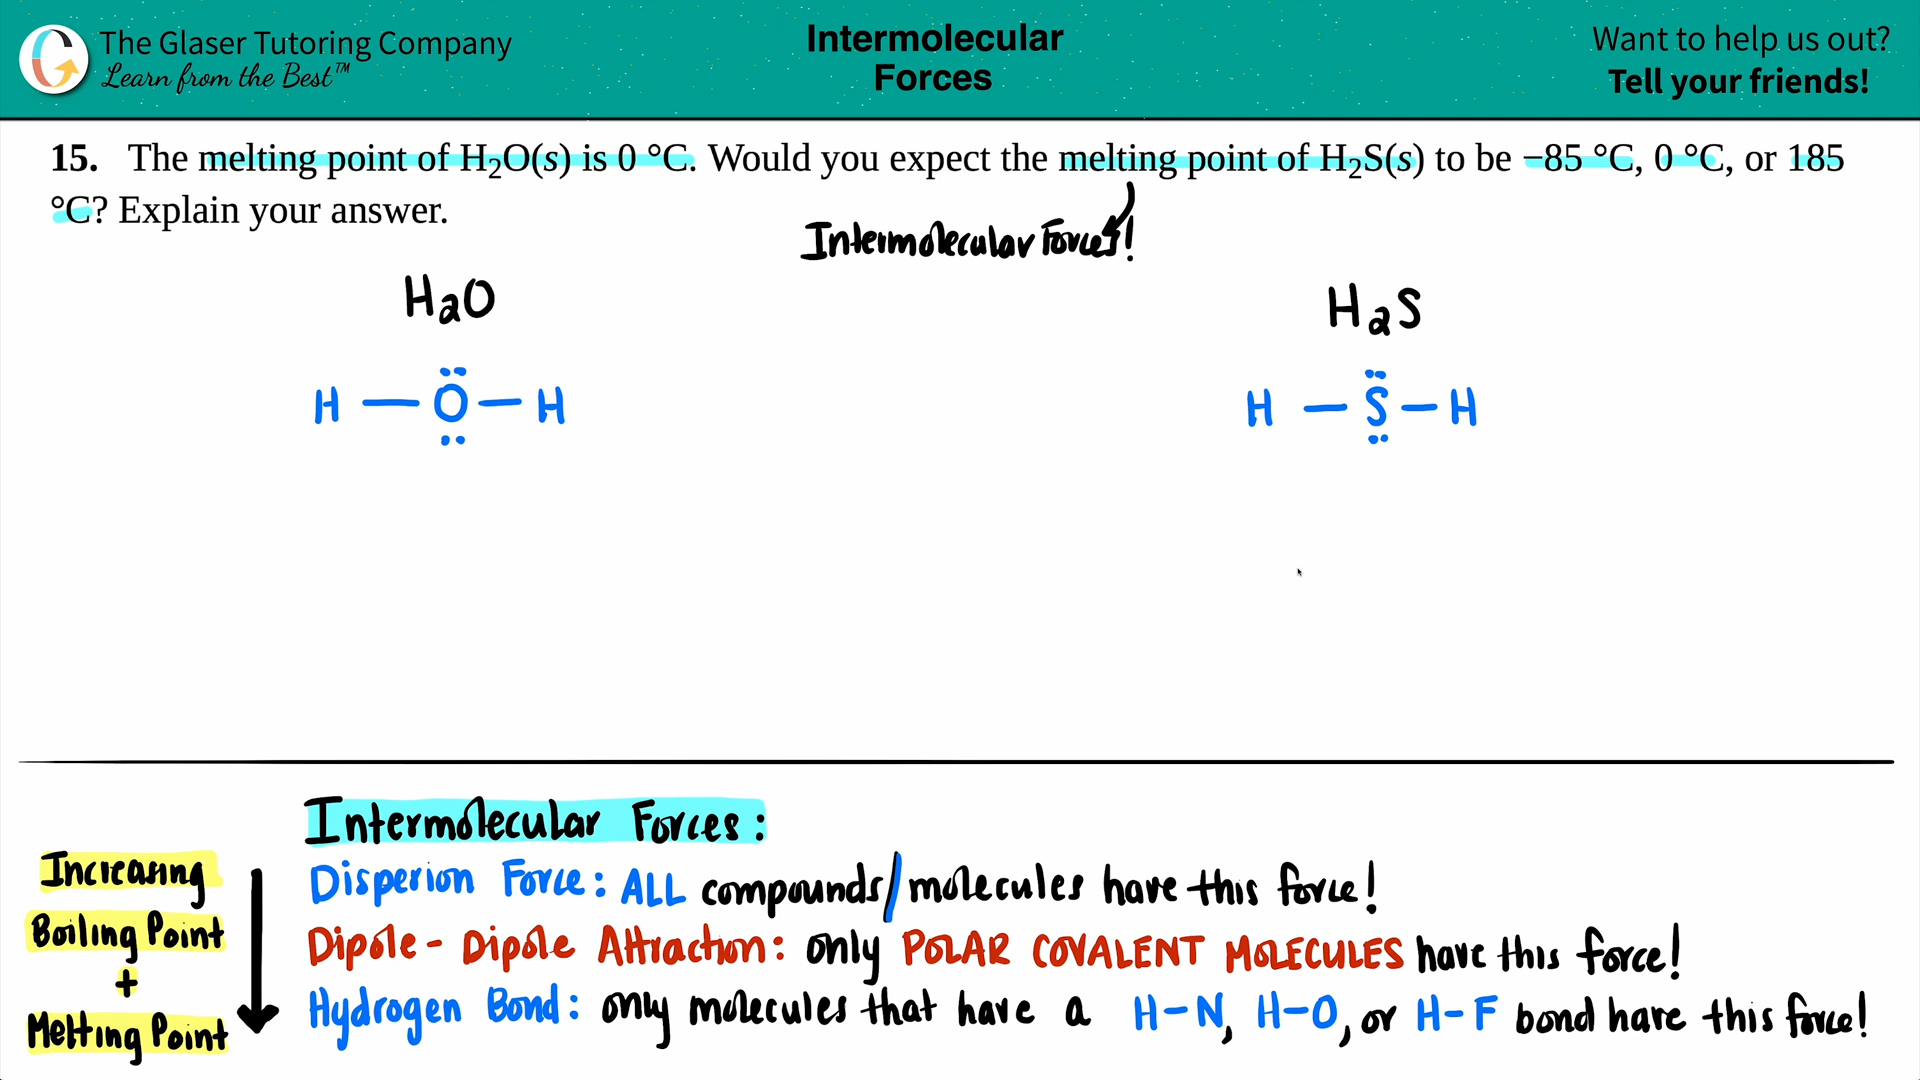 The Glaser Tutoring Company
Learn from the Best™
Intermolecular
Forces
Want to help us out?
Tell your friends!
15. The melting point of H₂O(s) is 0 °C. Would you expect the melting point of H₂S(s) to be −85 °C, 0 °C, or 185
°C? Explain your answer.
Intermolecular Forces!
H₂O
H₂S
H — O — H
H — S — H
Intermolecular Forces:
Disperion Force: ALL compounds/molecules have this force!
Dipole - Dipole Attraction: only POLAR COVALENT MOLECULES have this force!
Hydrogen Bond: only molecules that have a H-N, H-O, or H-F bond have this force!
Increasing
Boiling Point
+
Melting Point